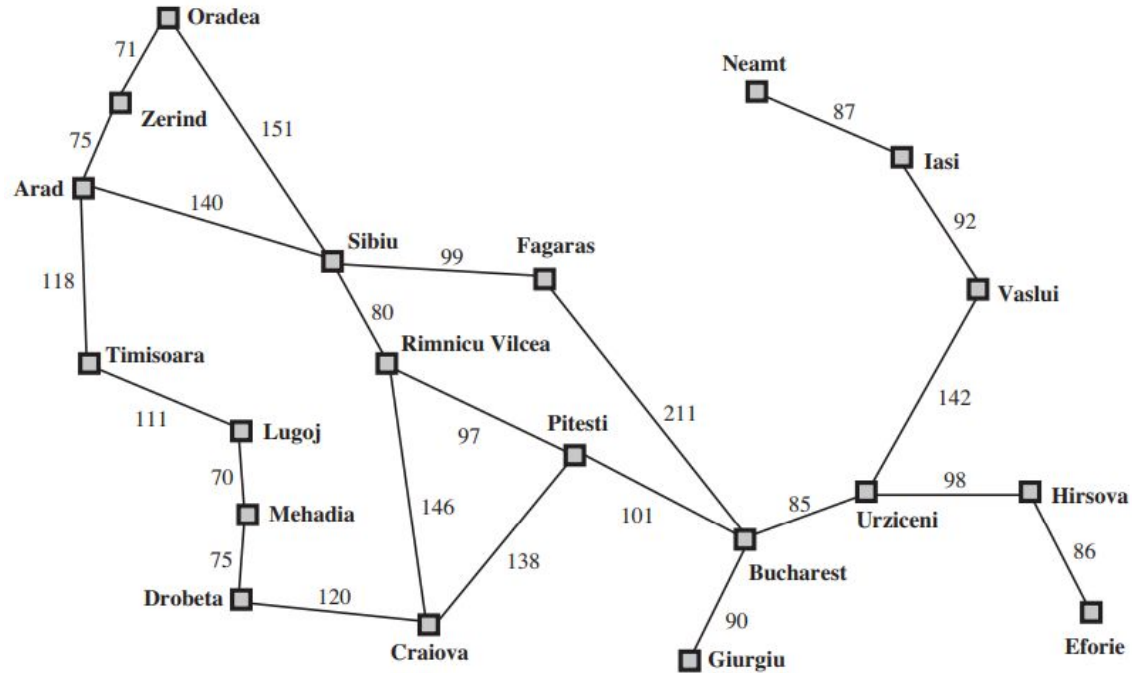 Oradea
71
Neamt
Zerind
87
151
75
Iasi
Arad
140
92
Sibiu
Fagaras
99
118
Vaslui
80
Timisoara
Rimnicu Vilcea
142
111
Pitesti
211
Lugoj
97
70
98
Hirsova
85
Mehadia
146
101
Urziceni
86
75
138
Bucharest
Drobeta
120
90
Craiova
Giurgiu
Eforie